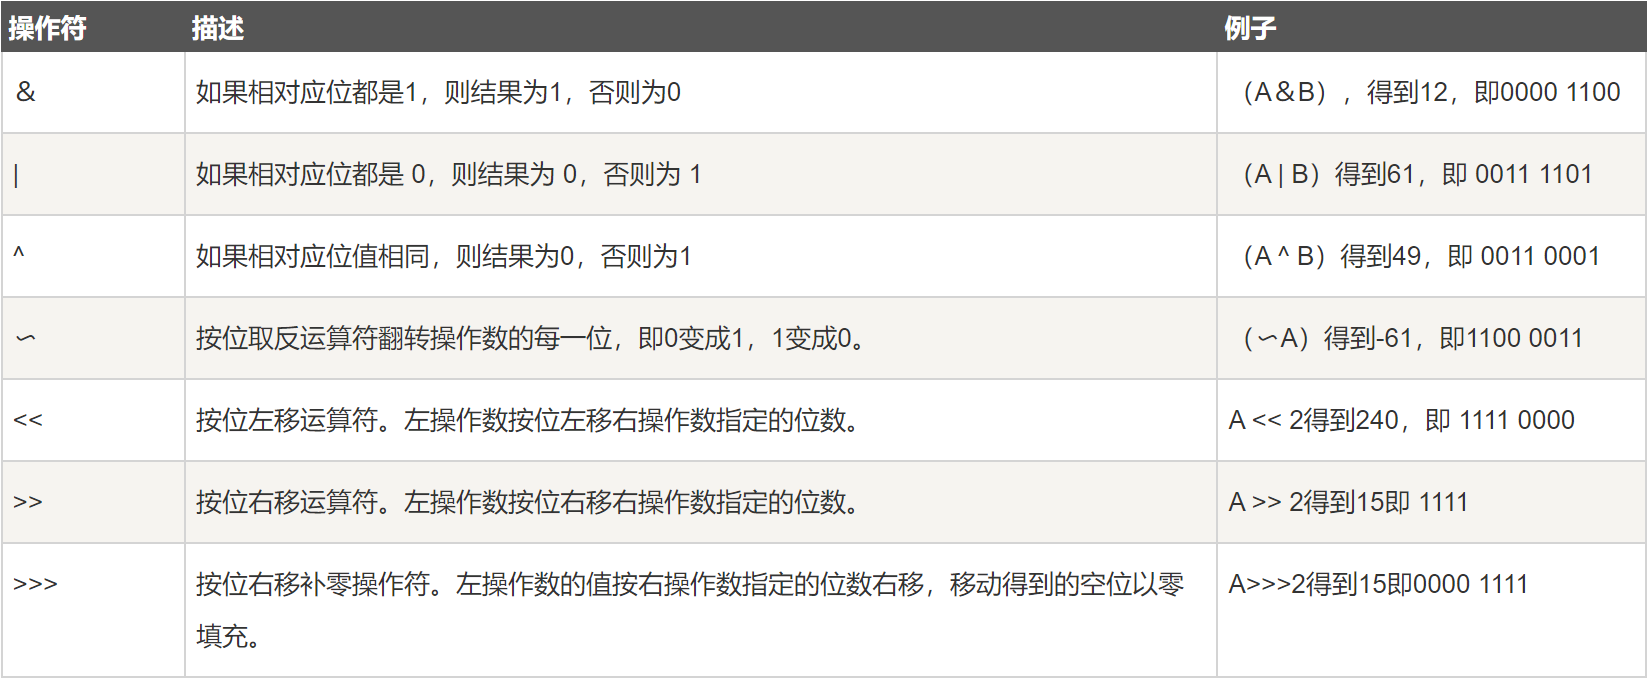 操作符 描述 例子
& 如果相对应位都是1，则结果为1，否则为0 （A＆B），得到12，即0000 1100
| 如果相对应位都是 0，则结果为 0，否则为 1 （A | B）得到61，即 0011 1101
^ 如果相对应位值相同，则结果为0，否则为1 （A ^ B）得到49，即 0011 0001
〜 按位取反运算符翻转操作数的每一位，即0变成1，1变成0。 （〜A）得到-61，即1100 0011
<< 按位左移运算符。左操作数按位左移右操作数指定的位数。 A << 2得到240，即 1111 0000
>> 按位右移运算符。左操作数按位右移右操作数指定的位数。 A >> 2得到15即 1111
>>> 按位右移补零操作符。左操作数的值按右操作数指定的位数右移，移动得到的空位以零 A>>>2得到15即0000 1111
填充。